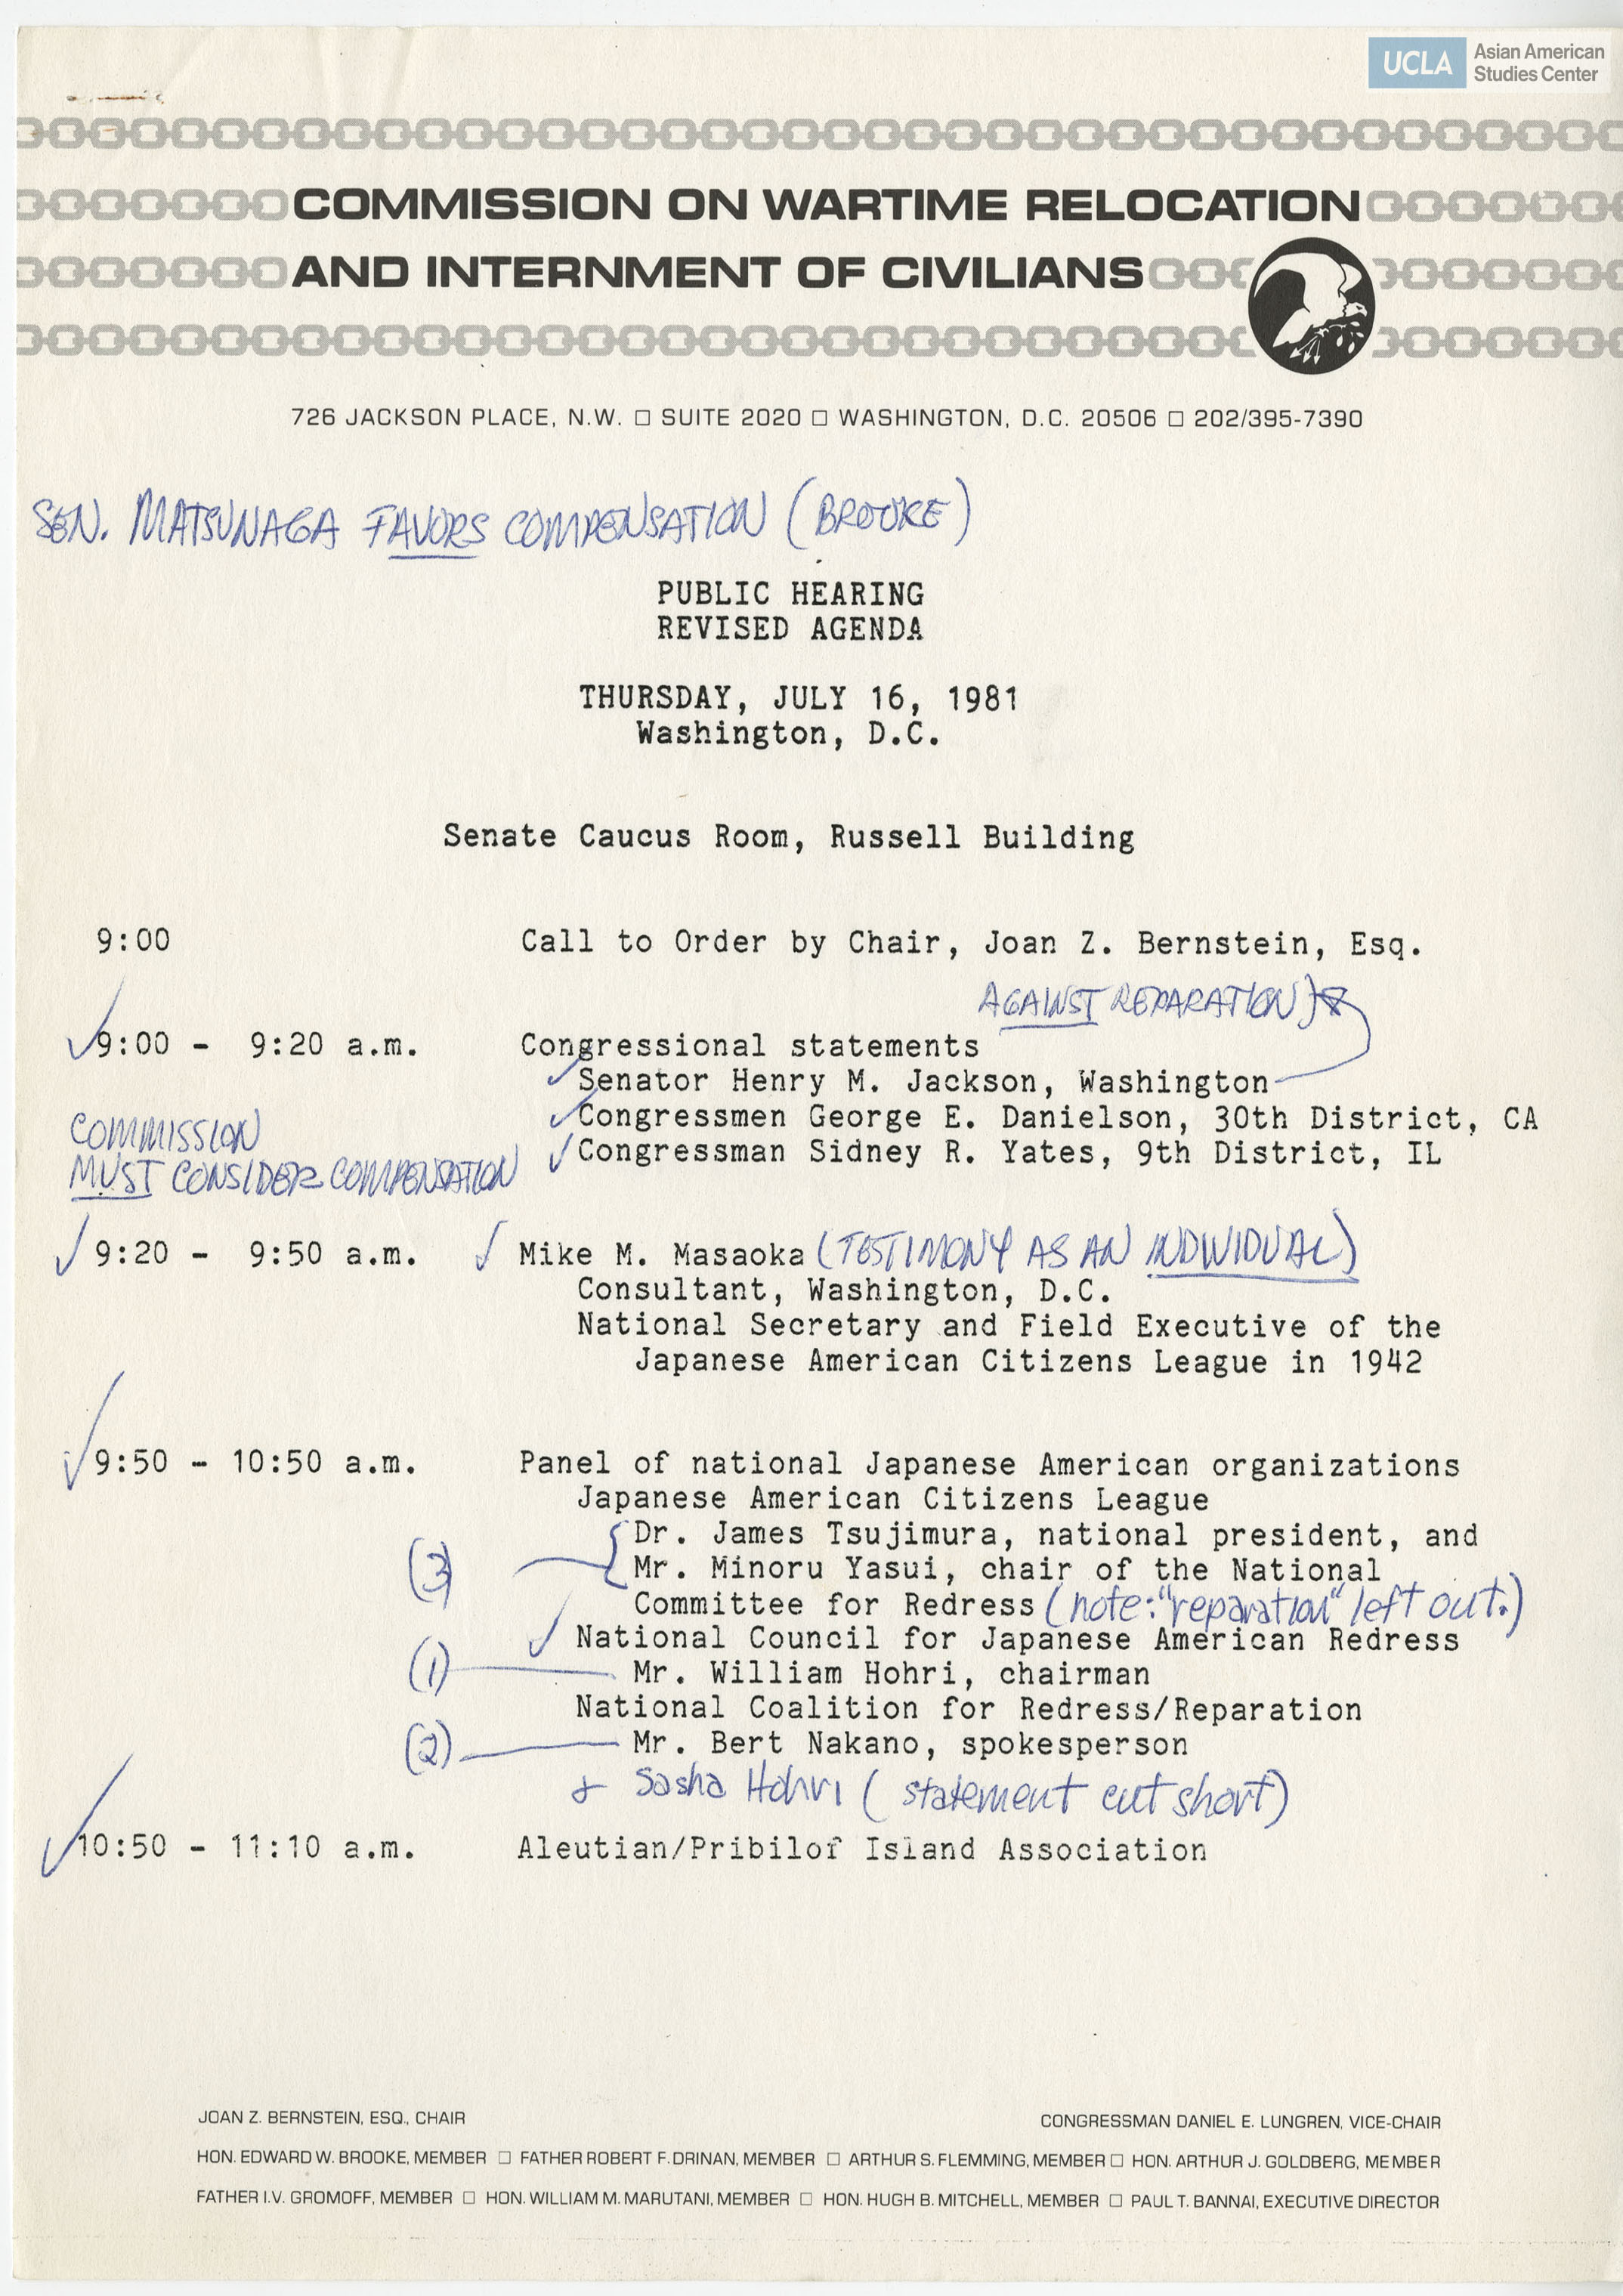 UCLA Asian American
Studies Center
COMMISSION ON WARTIME RELOCATION
AND INTERNMENT OF CIVILIANS
726 JACKSON PLACE, N.W. □ SUITE 2020 □ WASHINGTON, D.C. 20506 □ 202/395-7390
SEN. MATSUNAGA FAVORS COMPENSATION (BROOKE)
PUBLIC HEARING
REVISED AGENDA
THURSDAY, JULY 16, 1981
Washington, D.C.
Senate Caucus Room, Russell Building
9:00 Call to Order by Chair, Joan Z. Bernstein, Esq.
AGAINST REPARATION
9:00 - 9:20 a.m. Congressional statements
Senator Henry M. Jackson, Washington
Congressmen George E. Danielson, 30th District, CA
Congressman Sidney R. Yates, 9th District, IL
COMMISSION
MUST CONSIDER COMPENSATION
9:20 - 9:50 a.m. Mike M. Masaoka (TESTIMONY AS AN INDIVIDUAL)
Consultant, Washington, D.C.
National Secretary and Field Executive of the
Japanese American Citizens League in 1942
9:50 - 10:50 a.m. Panel of national Japanese American organizations
Japanese American Citizens League
Dr. James Tsujimura, national president, and
(3) Mr. Minoru Yasui, chair of the National
Committee for Redress (note: "reparation" left out.)
National Council for Japanese American Redress
(1) Mr. William Hohri, chairman
National Coalition for Redress/Reparation
(2) Mr. Bert Nakano, spokesperson
& Sasha Hohri (statement cut short)
10:50 - 11:10 a.m. Aleutian/Pribilof Island Association
JOAN Z. BERNSTEIN, ESQ., CHAIR CONGRESSMAN DANIEL E. LUNGREN, VICE-CHAIR
HON. EDWARD W. BROOKE, MEMBER □ FATHER ROBERT F. DRINAN, MEMBER □ ARTHUR S. FLEMMING, MEMBER □ HON. ARTHUR J. GOLDBERG, MEMBER
FATHER I.V. GROMOFF, MEMBER □ HON. WILLIAM M. MARUTANI, MEMBER □ HON. HUGH B. MITCHELL, MEMBER □ PAUL T. BANNAI, EXECUTIVE DIRECTOR